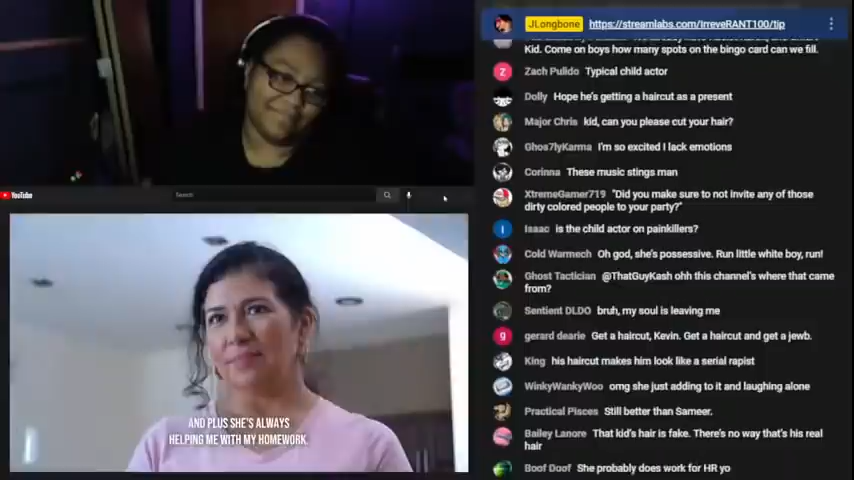 JLongbone https://streamlabs.com/IrreveRANT100/tip
Kid. Come on boys how many spots on the bingo card can we fill.
Zach Pulido Typical child actor
Dolly Hope he's getting a haircut as a present
Major Chris kid, can you please cut your hair?
Ghos7lyKarma I'm so excited I lack emotions
Corinna These music stings man
XtremeGamer719 "Did you make sure to not invite any of those
dirty colored people to your party?"
Isaac is the child actor on painkillers?
Cold Warmech Oh god, she's possessive. Run little white boy, run!
Ghost Tactician @ThatGuyKash ohh this channel's where that came
from?
Sentient DLDO bruh, my soul is leaving me
gerard dearie Get a haircut, Kevin. Get a haircut and get a jewb.
King his haircut makes him look like a serial rapist
WinkyWankyWoo omg she just adding to it and laughing alone
Practical Pisces Still better than Sameer.
Bailey Lanore That kid's hair is fake. There's no way that's his real
hair
Boof Doof She probably does work for HR yo
YouTube
Search
AND PLUS SHE'S ALWAYS
HELPING ME WITH MY HOMEWORK.